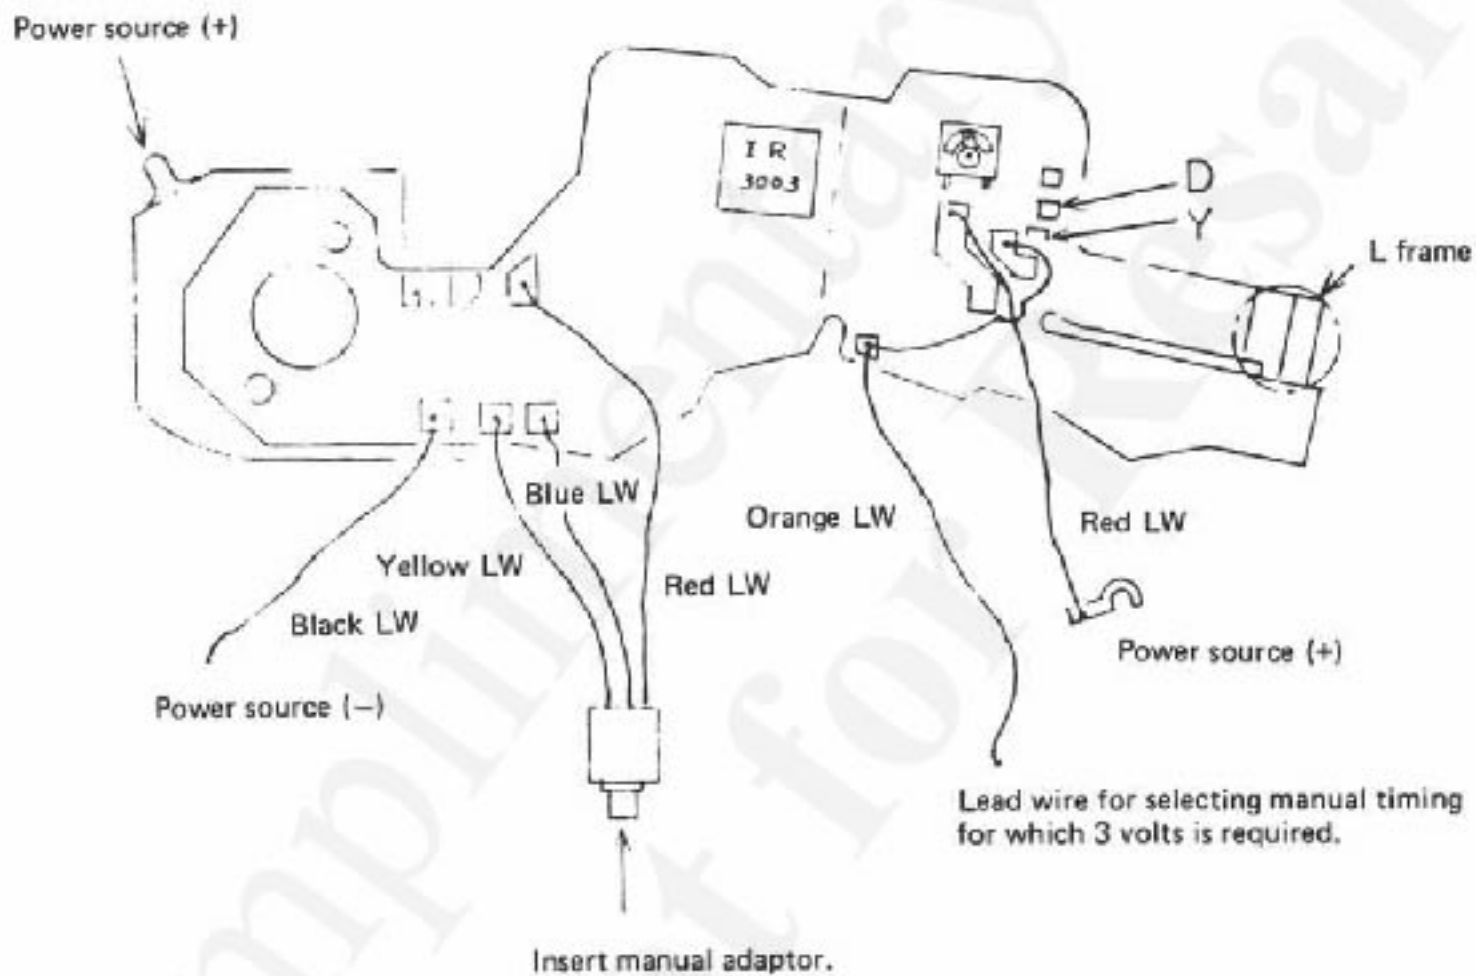 Power source (+)
I R
3003
D
Y
L frame
Blue LW
Orange LW
Red LW
Yellow LW
Red LW
Black LW
Power source (+)
Power source (−)
Lead wire for selecting manual timing
for which 3 volts is required.
Insert manual adaptor.